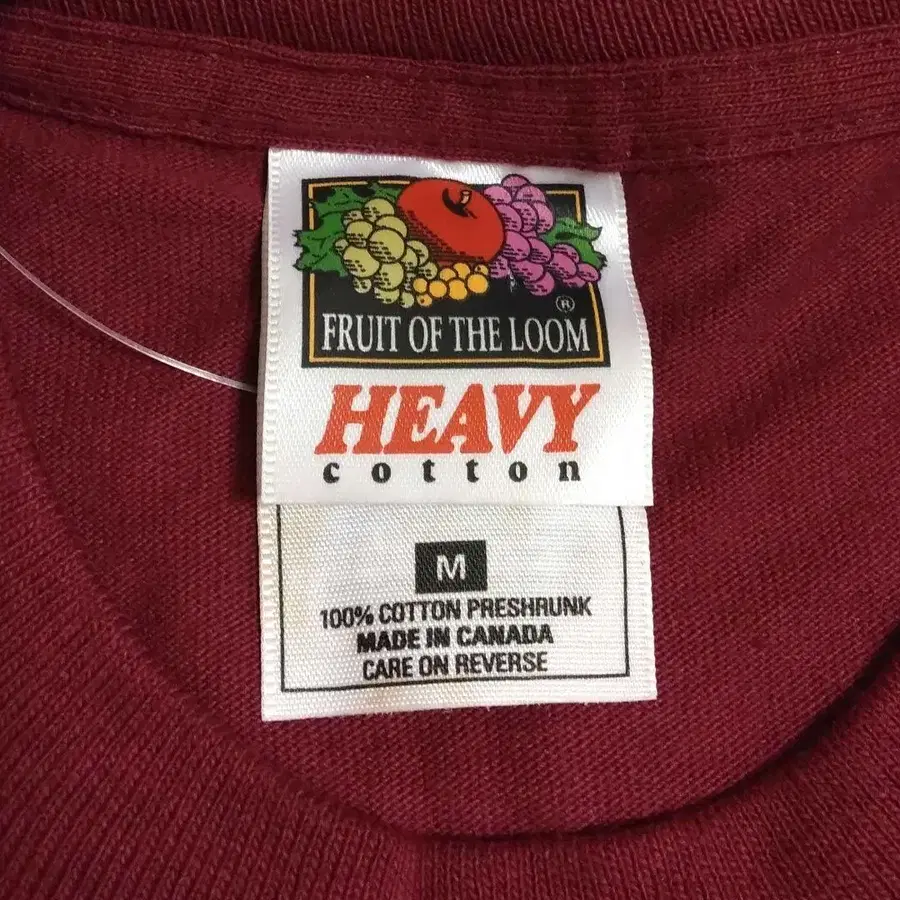 ®
FRUIT OF THE LOOM
HEAVY
cotton
M
100% COTTON PRESHRUNK
MADE IN CANADA
CARE ON REVERSE